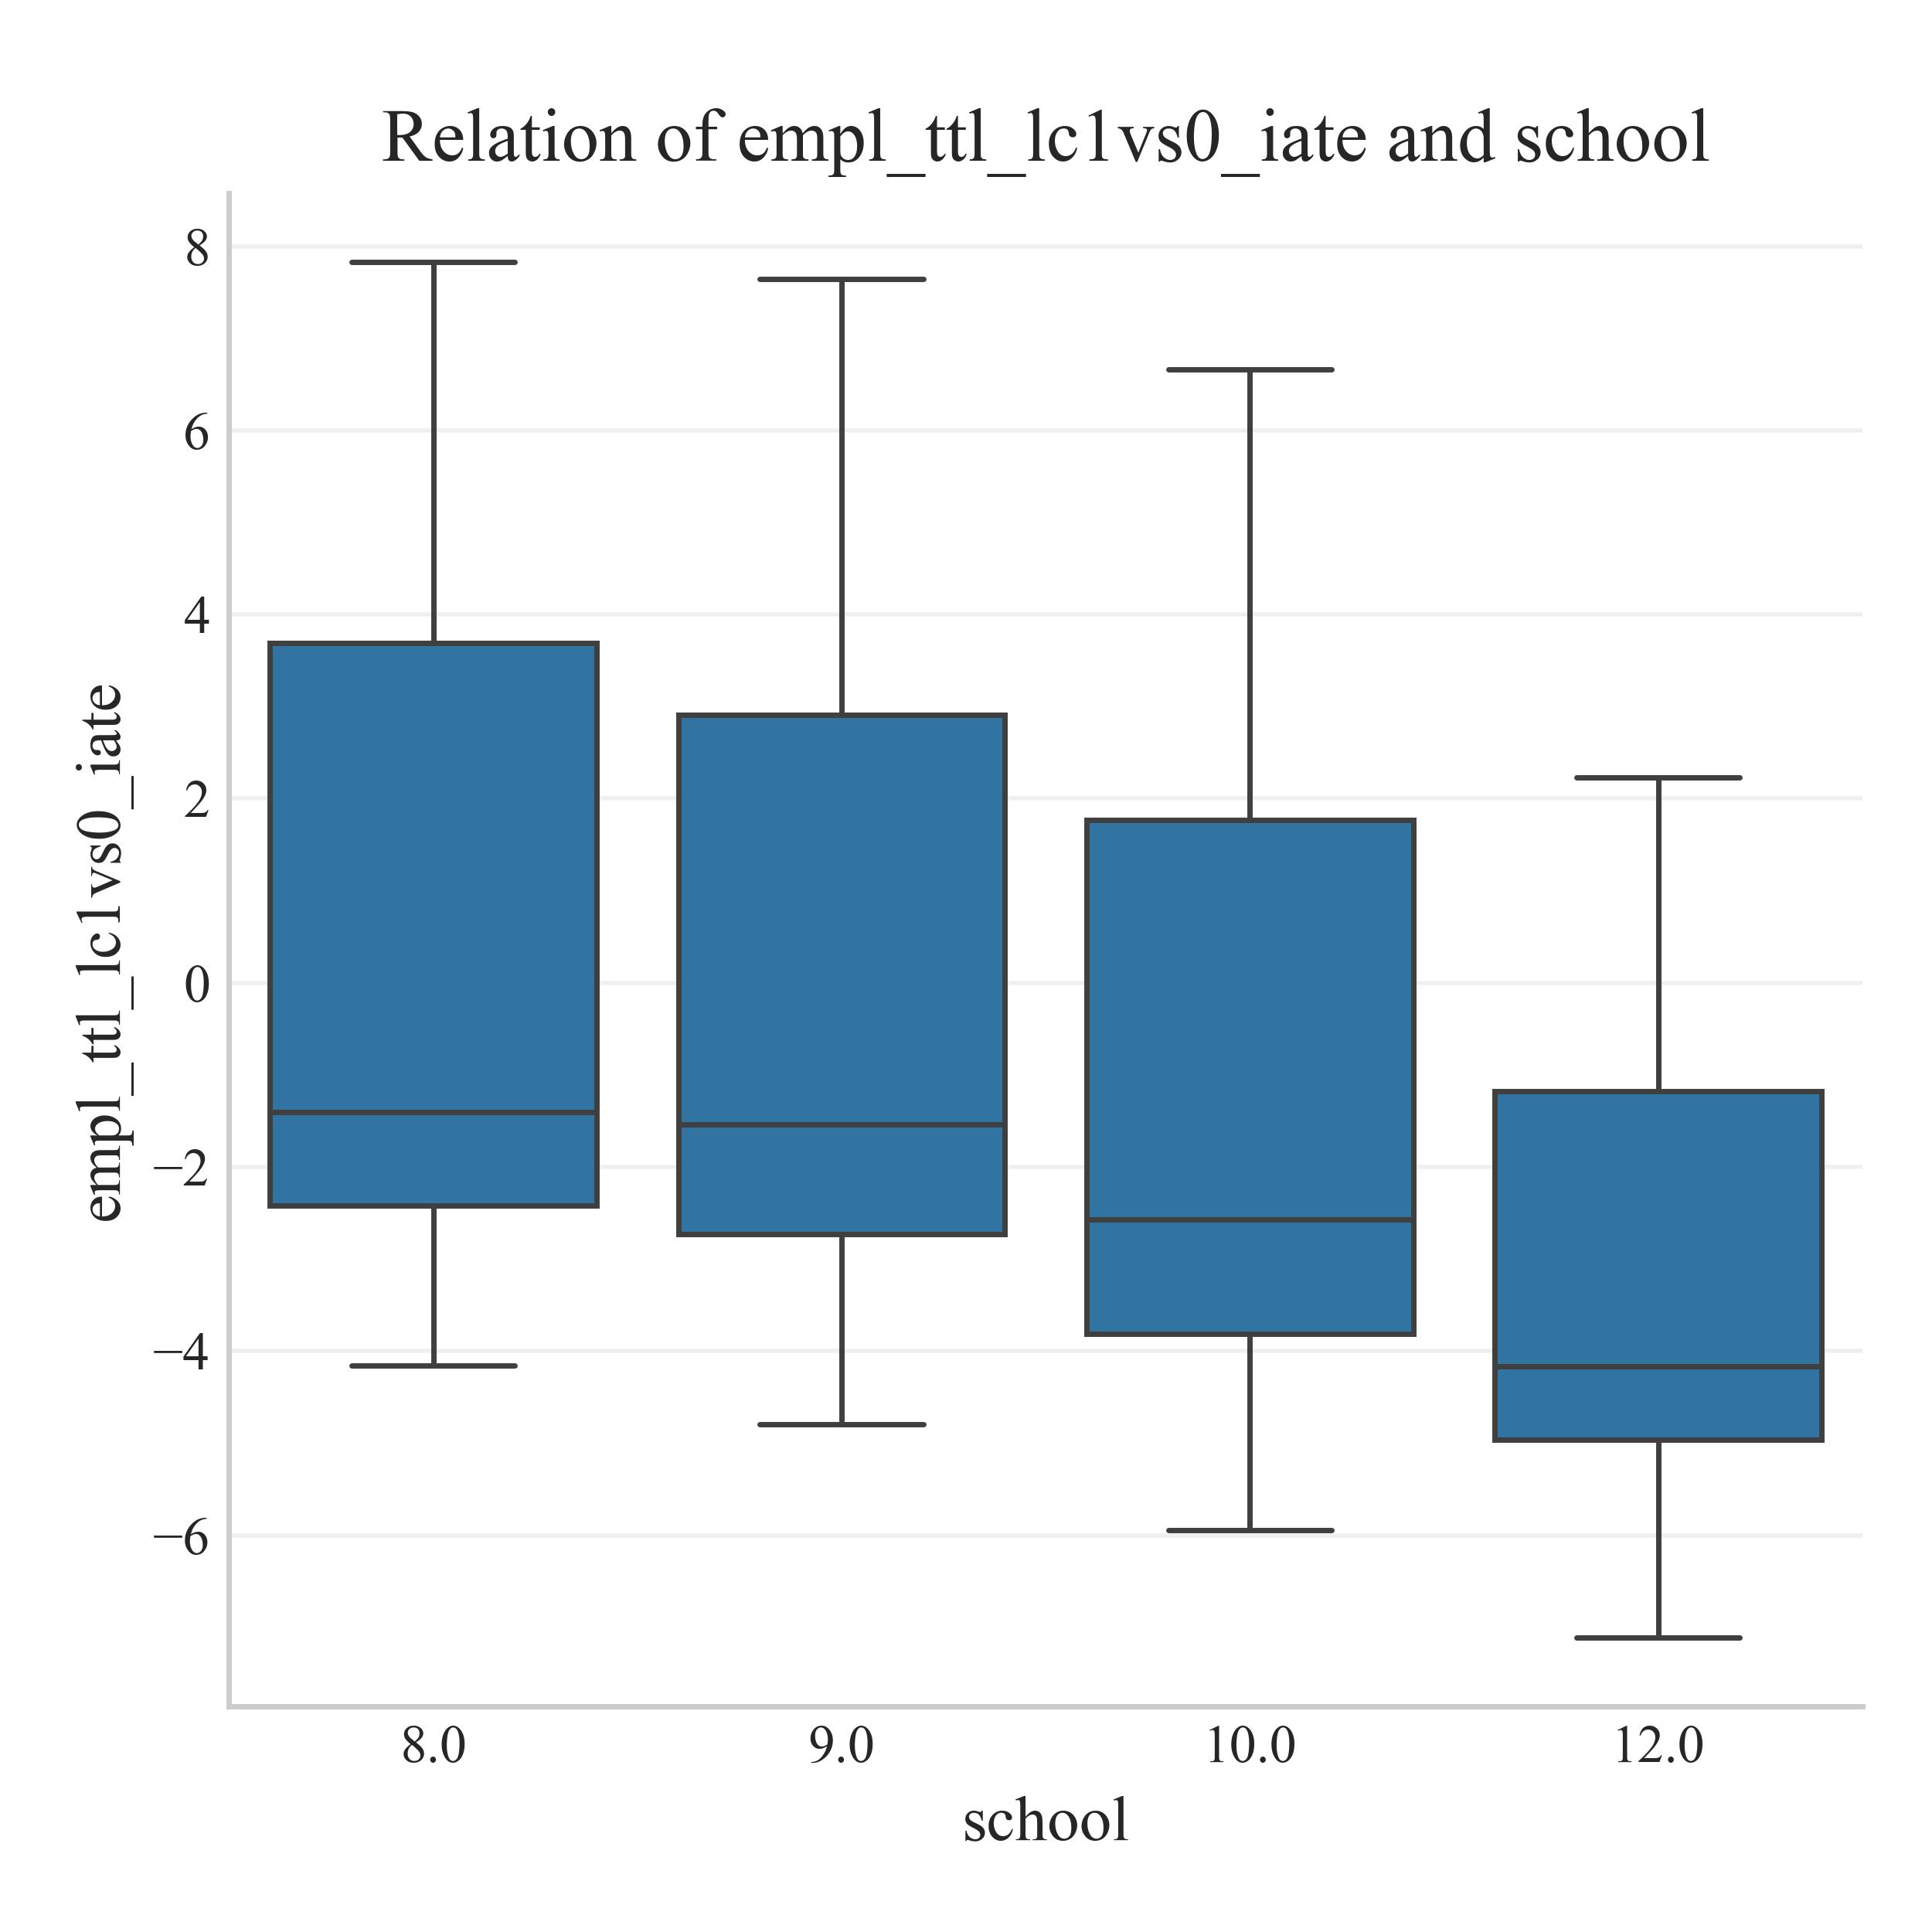 Relation of empl_ttl_lc1vs0_iate and school
empl_ttl_lc1vs0_iate
8
6
4
2
0
−2
−4
−6
8.0 9.0 10.0 12.0
school